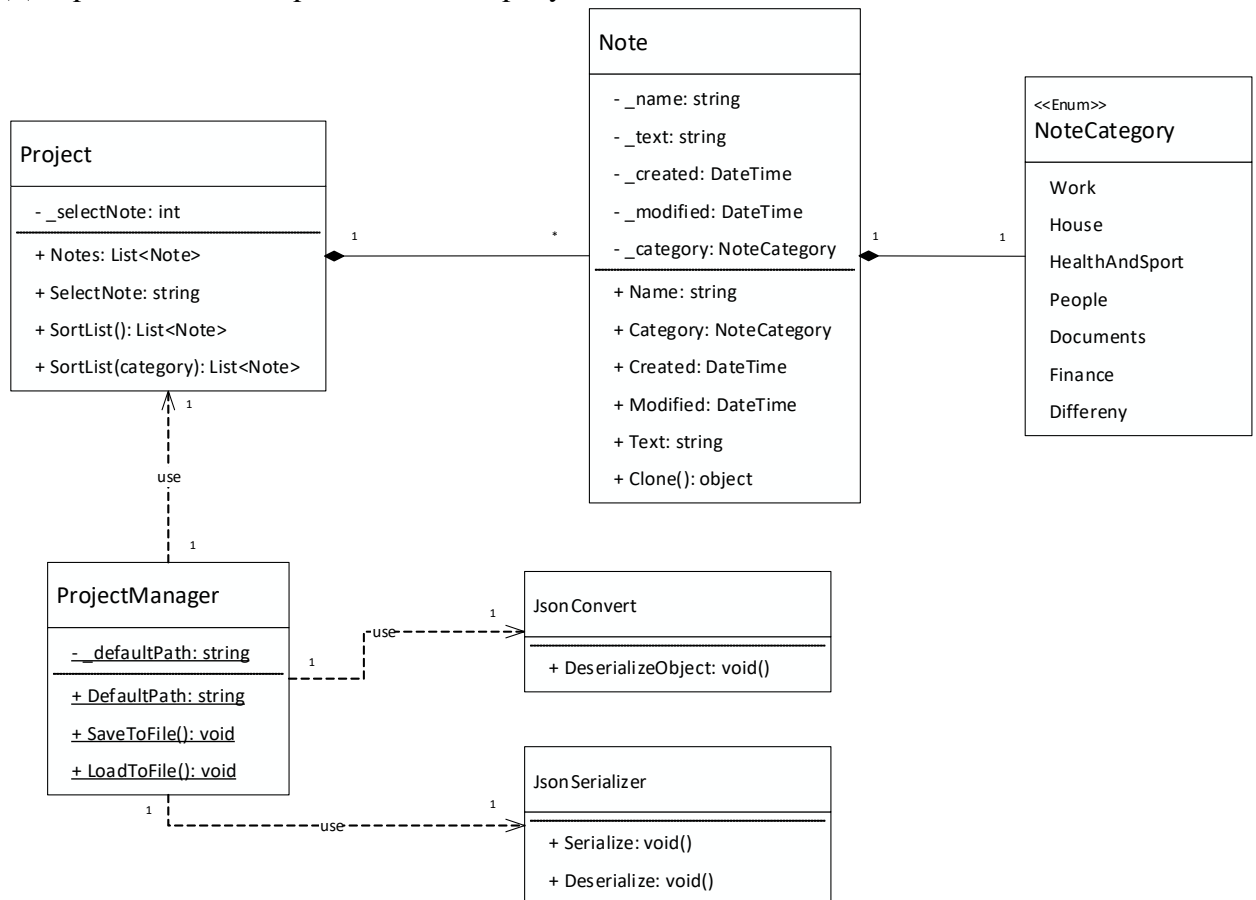 Note
- _name: string
- _text: string
- _created: DateTime
- _modified: DateTime
- _category: NoteCategory
+ Name: string
+ Category: NoteCategory
+ Created: DateTime
+ Modified: DateTime
+ Text: string
+ Clone(): object
<<Enum>>
NoteCategory
Work
House
HealthAndSport
People
Documents
Finance
Differeny
Project
- _selectNote: int
+ Notes: List<Note>
+ SelectNote: string
+ SortList(): List<Note>
+ SortList(category): List<Note>
1
*
1
1
1
use
1
ProjectManager
- _defaultPath: string
+ DefaultPath: string
+ SaveToFile(): void
+ LoadToFile(): void
1
use
1
JsonConvert
+ DeserializeObject: void()
1
use
1
JsonSerializer
+ Serialize: void()
+ Deserialize: void()